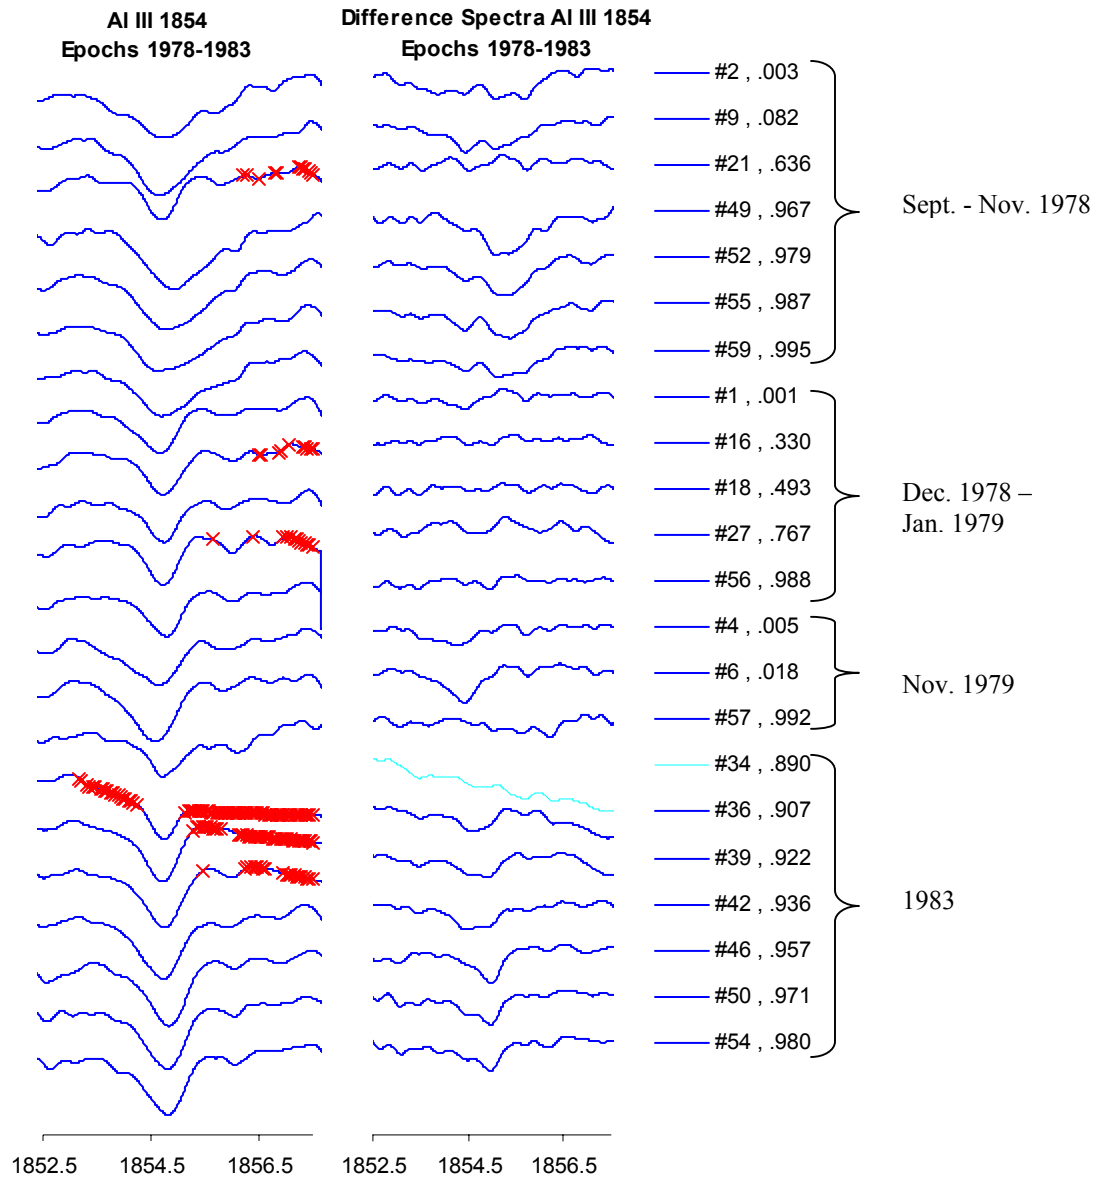 Al III 1854
Epochs 1978-1983
Difference Spectra Al III 1854
Epochs 1978-1983
#2 , .003
#9 , .082
#21 , .636
#49 , .967
#52 , .979
#55 , .987
#59 , .995
Sept. - Nov. 1978
#1 , .001
#16 , .330
#18 , .493
#27 , .767
#56 , .988
Dec. 1978 –
Jan. 1979
#4 , .005
#6 , .018
#57 , .992
Nov. 1979
#34 , .890
#36 , .907
#39 , .922
#42 , .936
#46 , .957
#50 , .971
#54 , .980
1983
1852.5 1854.5 1856.5
1852.5 1854.5 1856.5